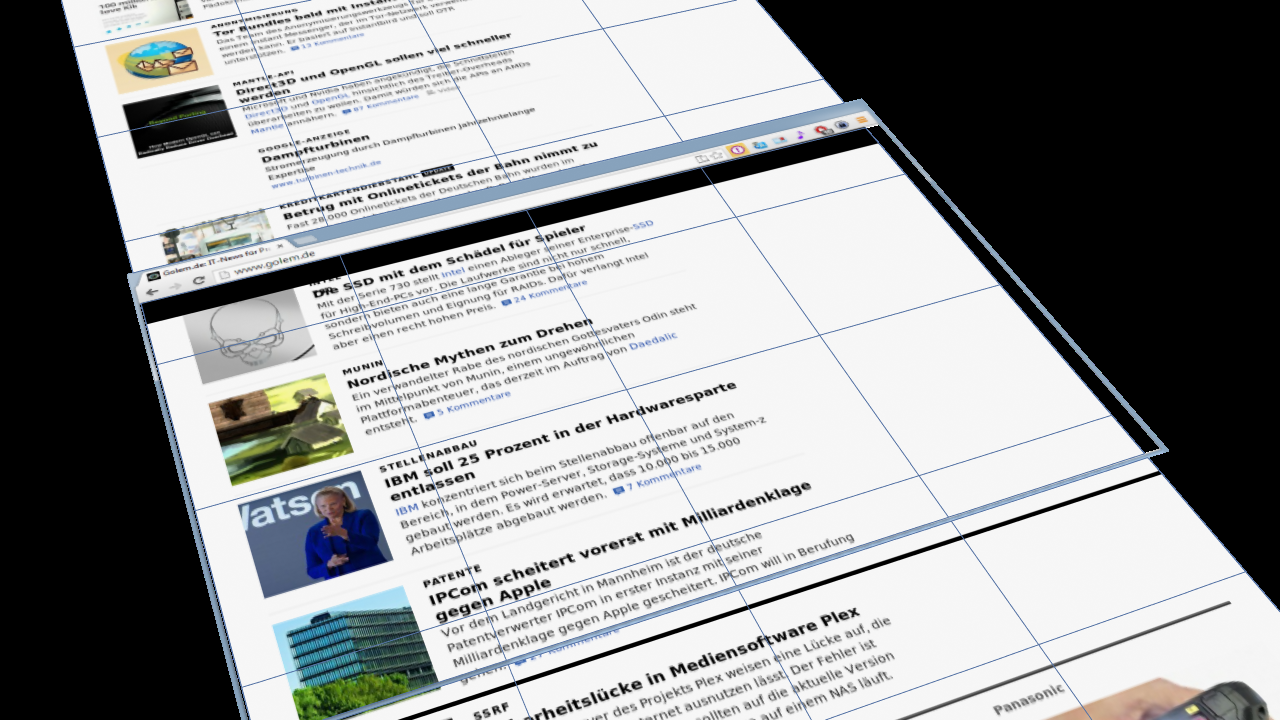 100 million
love Kik
ANONYMISIERUNG
Tor Bundles bald mit Instant
Das Team des Anonymisierungswerkzeugs für
einem Instant Messenger, der im Tor-Netzwerk verwendet
werden kann. Er basiert auf Instantbird und soll OTR
unterstützen. 13 Kommentare
MANTLE-API
Direct3D und OpenGL sollen viel schneller
werden
Microsoft und Nvidia haben angekündigt, die Schnittstellen
Direct3D und OpenGL hinsichtlich des Treiber-Overheads
überarbeiten zu wollen. Damit würden sich die APIs an AMDs
Mantle annähern. 87 Kommentare Video
GOOGLE-ANZEIGE
Dampfturbinen
Stromerzeugung durch Dampfturbinen Jahrzehntelange
Expertise
www.turbinen-technik.de
KREDITKARTENDIEBSTAHL UPDATE
Betrug mit Onlinetickets der Bahn nimmt zu
Fast 28.000 Onlinetickets der Deutschen Bahn wurden im
Golem.de: IT-News für Pr
www.golem.de
INTEL
Die SSD mit dem Schädel für Spieler
Mit der Serie 730 stellt Intel einen Ableger seiner Enterprise-SSD
für High-End-PCs vor. Die Laufwerke sind nicht nur schnell,
sondern bieten auch eine lange Garantie bei hohem
Schreibvolumen und Eignung für RAIDs. Dafür verlangt Intel
aber einen recht hohen Preis. 24 Kommentare
MUNIN
Nordische Mythen zum Drehen
Ein verwandelter Rabe des nordischen Gottesvaters Odin steht
im Mittelpunkt von Munin, einem ungewöhnlichen
Plattformabenteuer, das derzeit im Auftrag von Daedalic
entsteht. 5 Kommentare
STELLENABBAU
IBM soll 25 Prozent in der Hardwaresparte
entlassen
IBM konzentriert sich beim Stellenabbau offenbar auf den
Bereich, in dem Power-Server, Storage-Systeme und System-z
gebaut werden. Es wird erwartet, dass 10.000 bis 15.000
Arbeitsplätze abgebaut werden. 7 Kommentare
Watson
PATENTE
IPCom scheitert vorerst mit Milliardenklage
gegen Apple
Vor dem Landgericht in Mannheim ist der deutsche
Patentverwerter IPCom in erster Instanz mit seiner
Milliardenklage gegen Apple gescheitert. IPCom will in Berufung
gehen. 27 Kommentare
SSRF
erheitslücke in Mediensoftware Plex
ver des Projekts Plex weisen eine Lücke auf, die
ternet ausnutzen lässt. Der Fehler ist
sollten auf die aktuelle Version
auf einem NAS läuft.
Panasonic